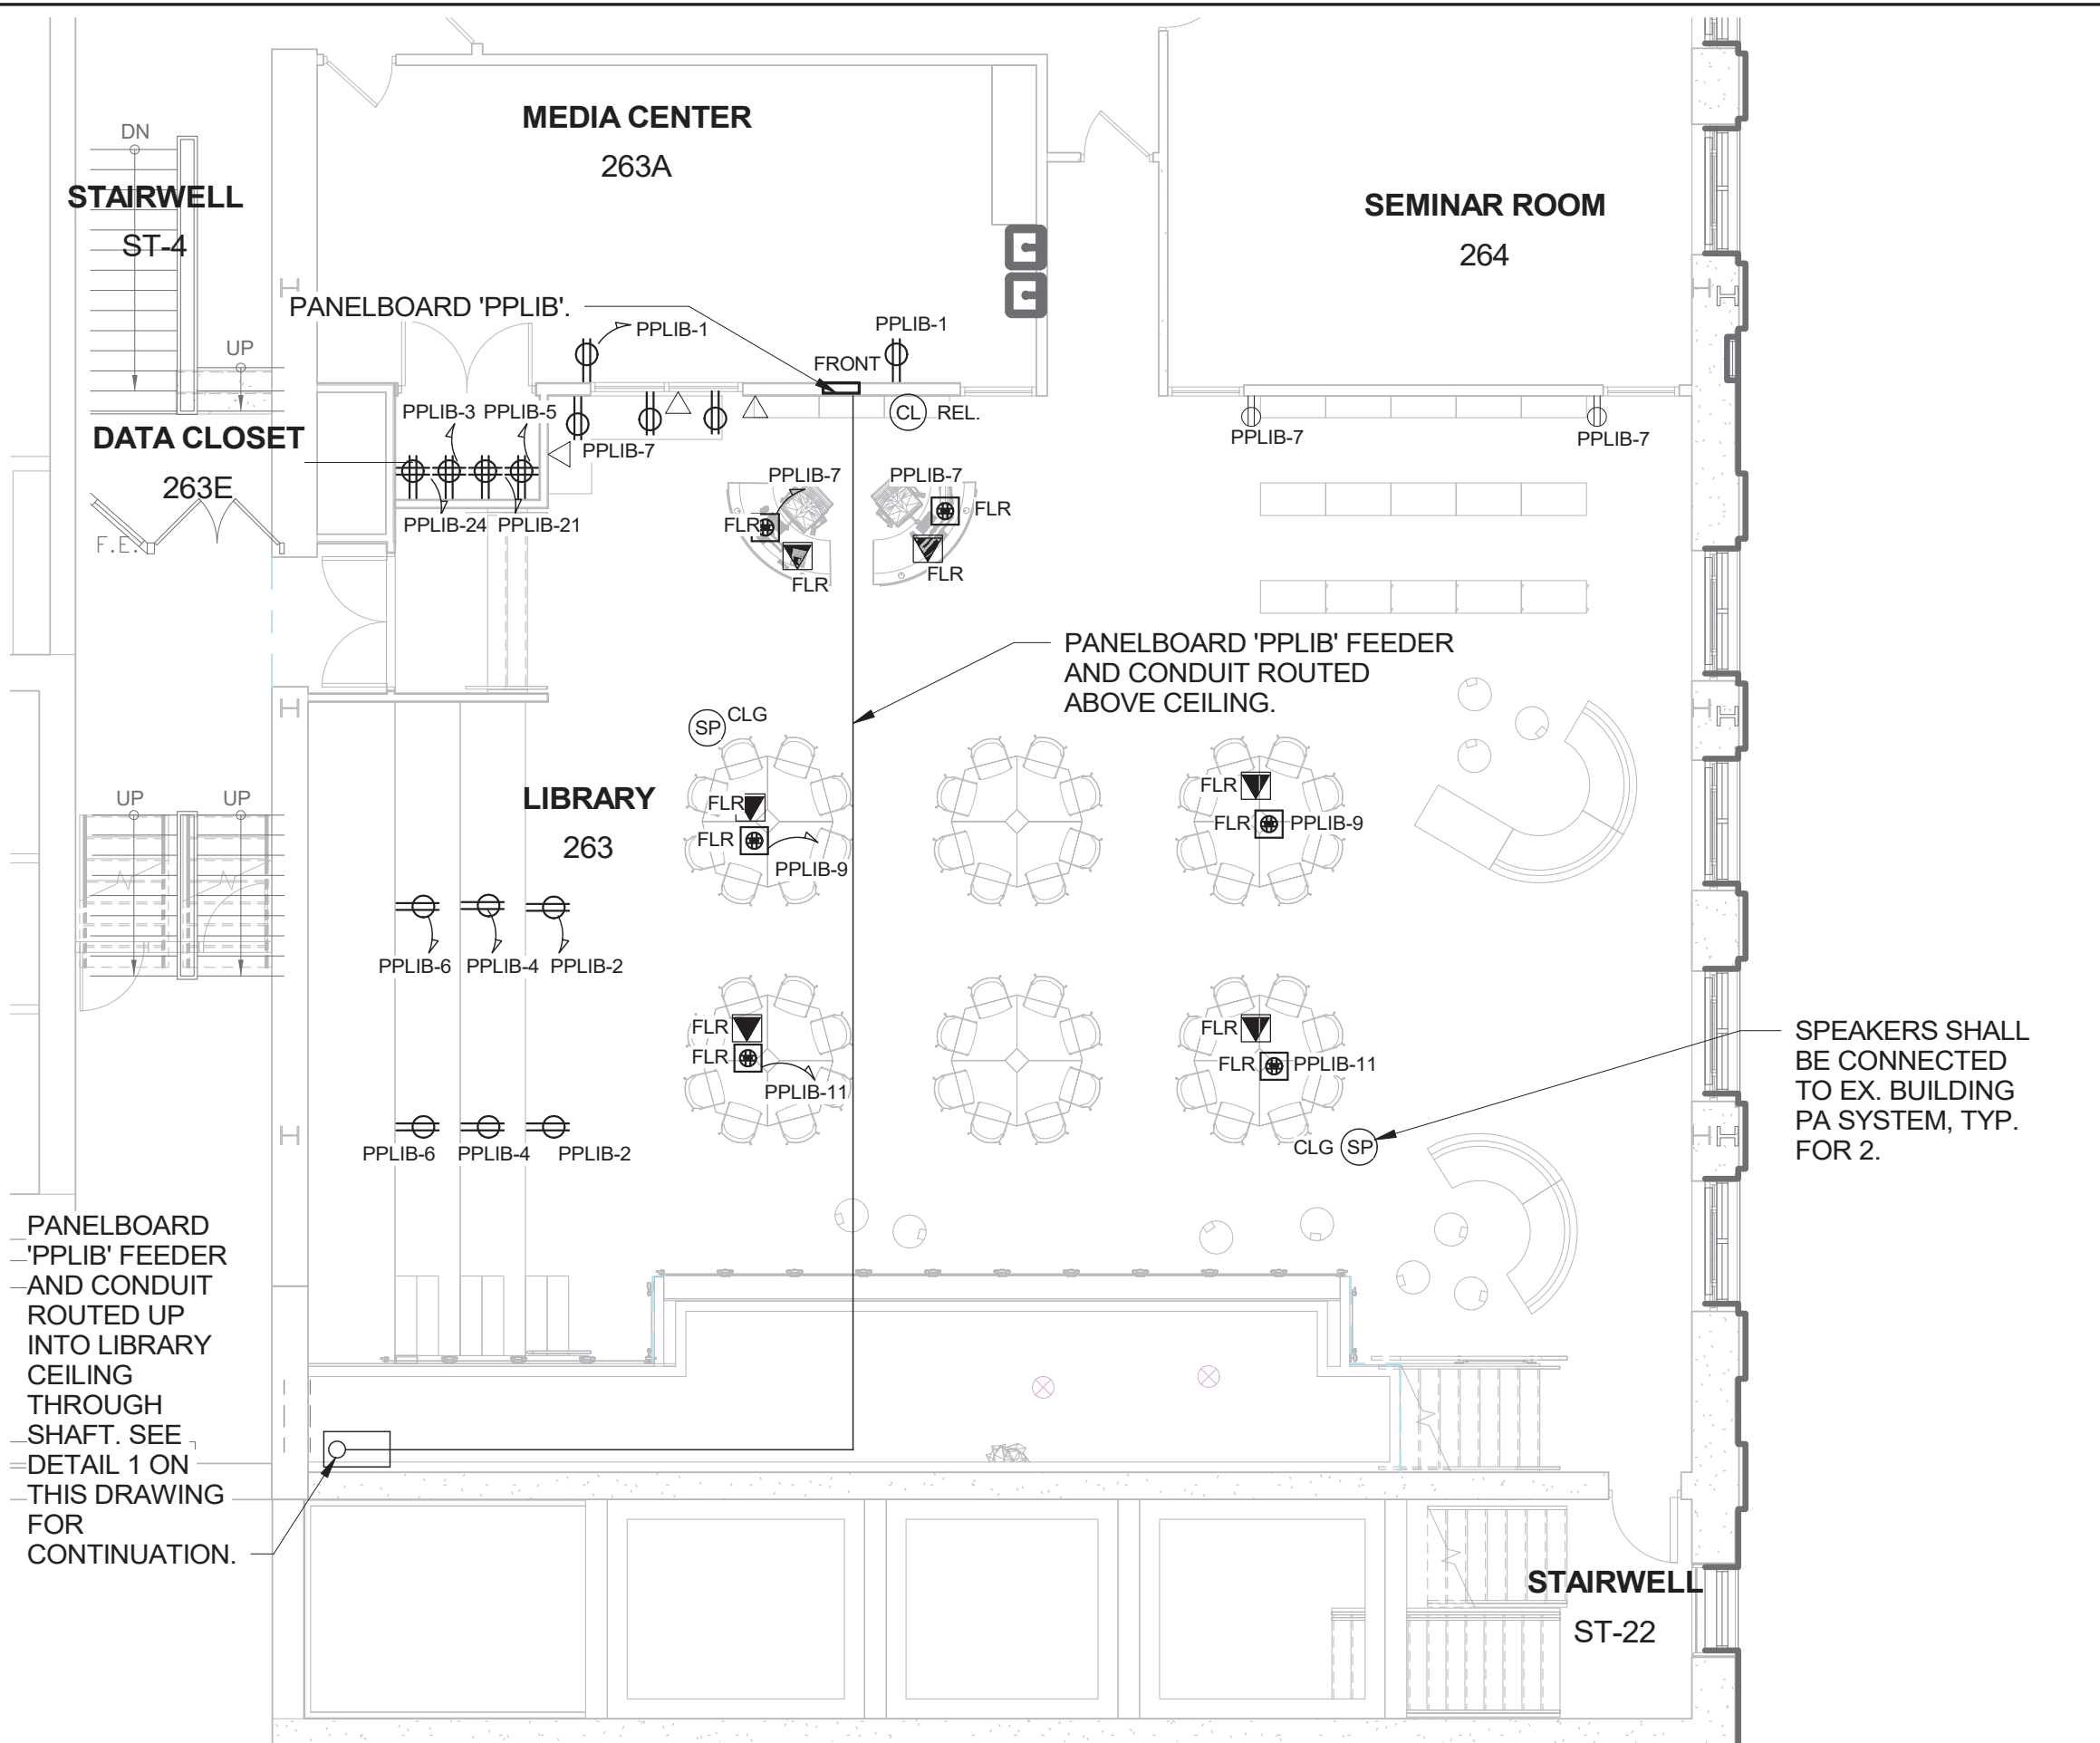 MEDIA CENTER
263A
DN
STAIRWELL
ST-4
SEMINAR ROOM
264
PANELBOARD 'PPLIB'.
PPLIB-1
PPLIB-1
FRONT
UP
PPLIB-3 PPLIB-5
CL REL.
DATA CLOSET
263E
PPLIB-7
PPLIB-7
PPLIB-7
PPLIB-7
PPLIB-7
PPLIB-24 PPLIB-21
FLR
FLR
FLR
FLR
F.E.
PANELBOARD 'PPLIB' FEEDER
AND CONDUIT ROUTED
ABOVE CEILING.
SP CLG
UP
UP
LIBRARY
263
FLR
FLR
PPLIB-9
FLR
FLR
PPLIB-9
PPLIB-6 PPLIB-4 PPLIB-2
FLR
FLR
PPLIB-11
FLR
FLR
PPLIB-11
PPLIB-6 PPLIB-4 PPLIB-2
CLG SP
SPEAKERS SHALL
BE CONNECTED
TO EX. BUILDING
PA SYSTEM, TYP.
FOR 2.
PANELBOARD
'PPLIB' FEEDER
AND CONDUIT
ROUTED UP
INTO LIBRARY
CEILING
THROUGH
SHAFT. SEE
DETAIL 1 ON
THIS DRAWING
FOR
CONTINUATION.
STAIRWELL
ST-22